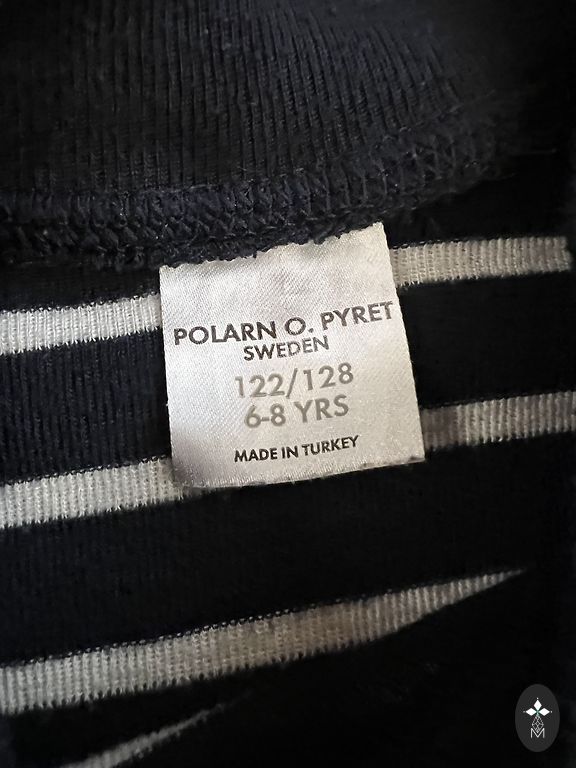 POLARN O. PYRET
SWEDEN
122/128
6-8 YRS
MADE IN TURKEY
M